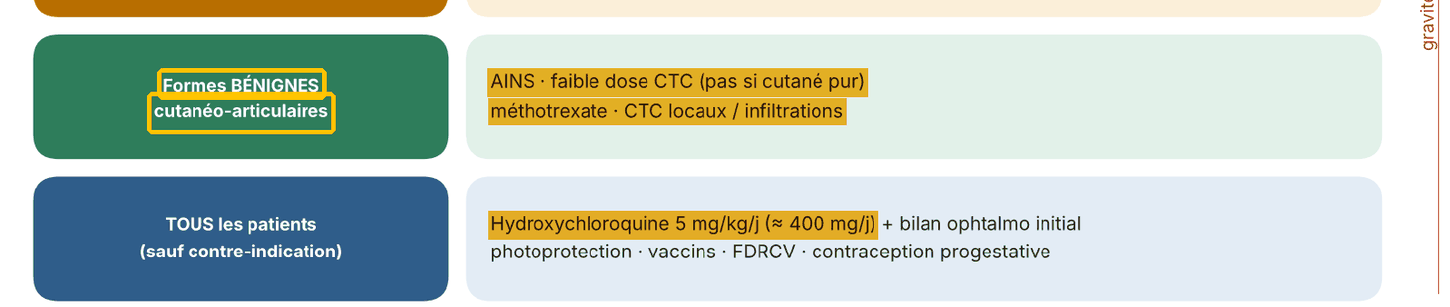 Formes BÉNIGNES
cutanéo-articulaires
AINS · faible dose CTC (pas si cutané pur)
méthotrexate · CTC locaux / infiltrations
TOUS les patients
(sauf contre-indication)
Hydroxychloroquine 5 mg/kg/j (≈ 400 mg/j) + bilan ophtalmo initial
photoprotection · vaccins · FDRCV · contraception progestative